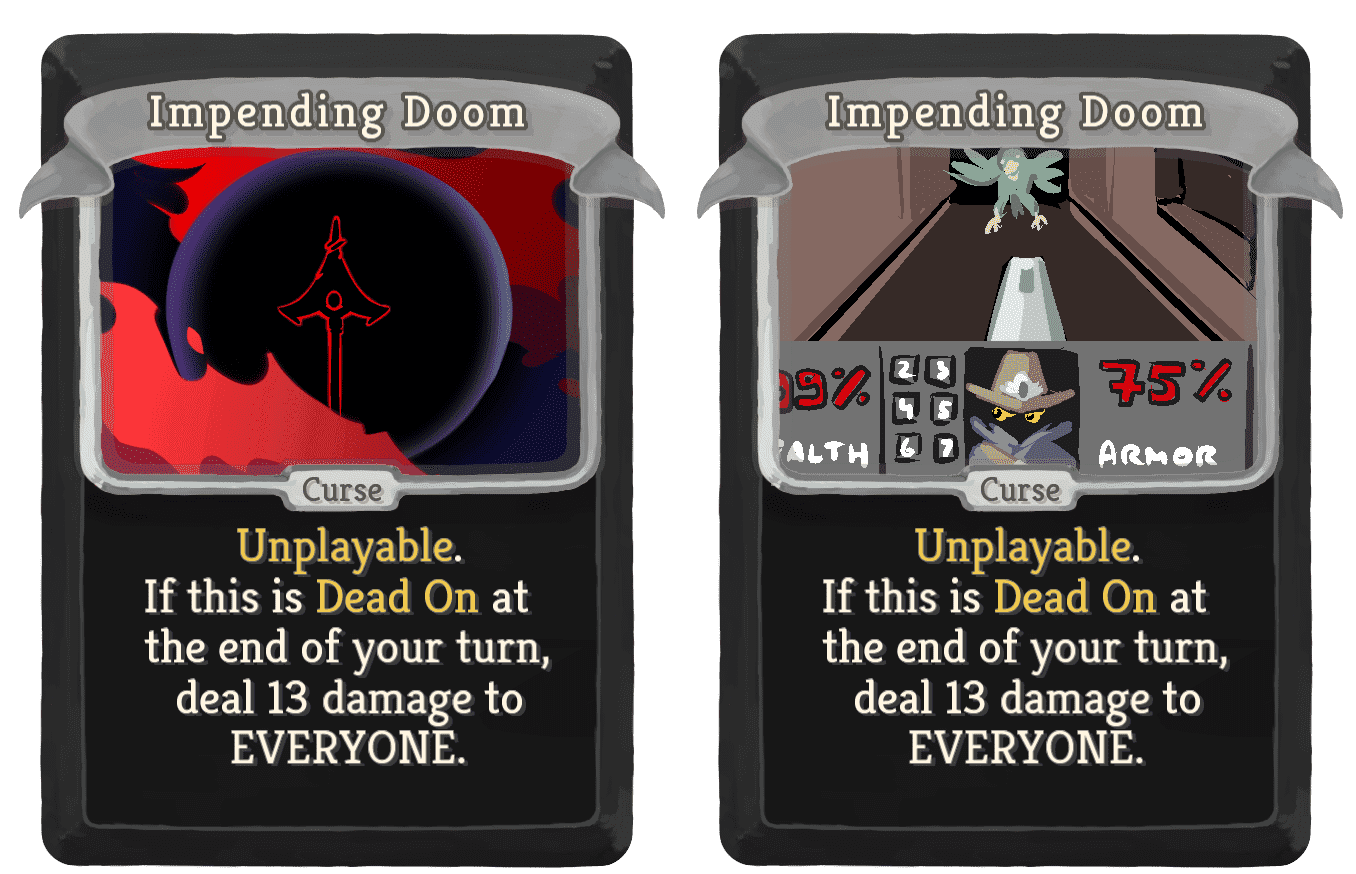 Impending Doom
Curse
Unplayable.
If this is Dead On at
the end of your turn,
deal 13 damage to
EVERYONE.
Impending Doom
99% 2 3 75%
4 5
ALTH 6 7 ARMOR
Curse
Unplayable.
If this is Dead On at
the end of your turn,
deal 13 damage to
EVERYONE.